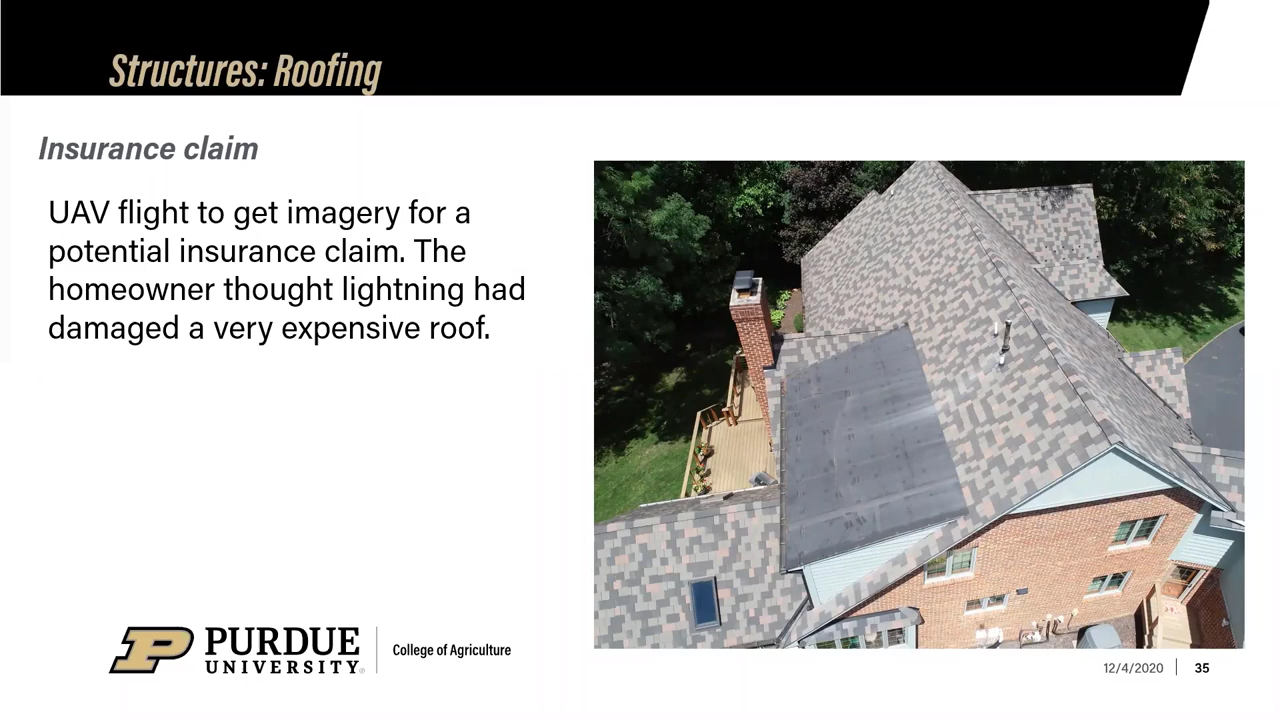 Structures: Roofing
Insurance claim
UAV flight to get imagery for a
potential insurance claim. The
homeowner thought lightning had
damaged a very expensive roof.
PURDUE
UNIVERSITY®
College of Agriculture
12/4/2020
35